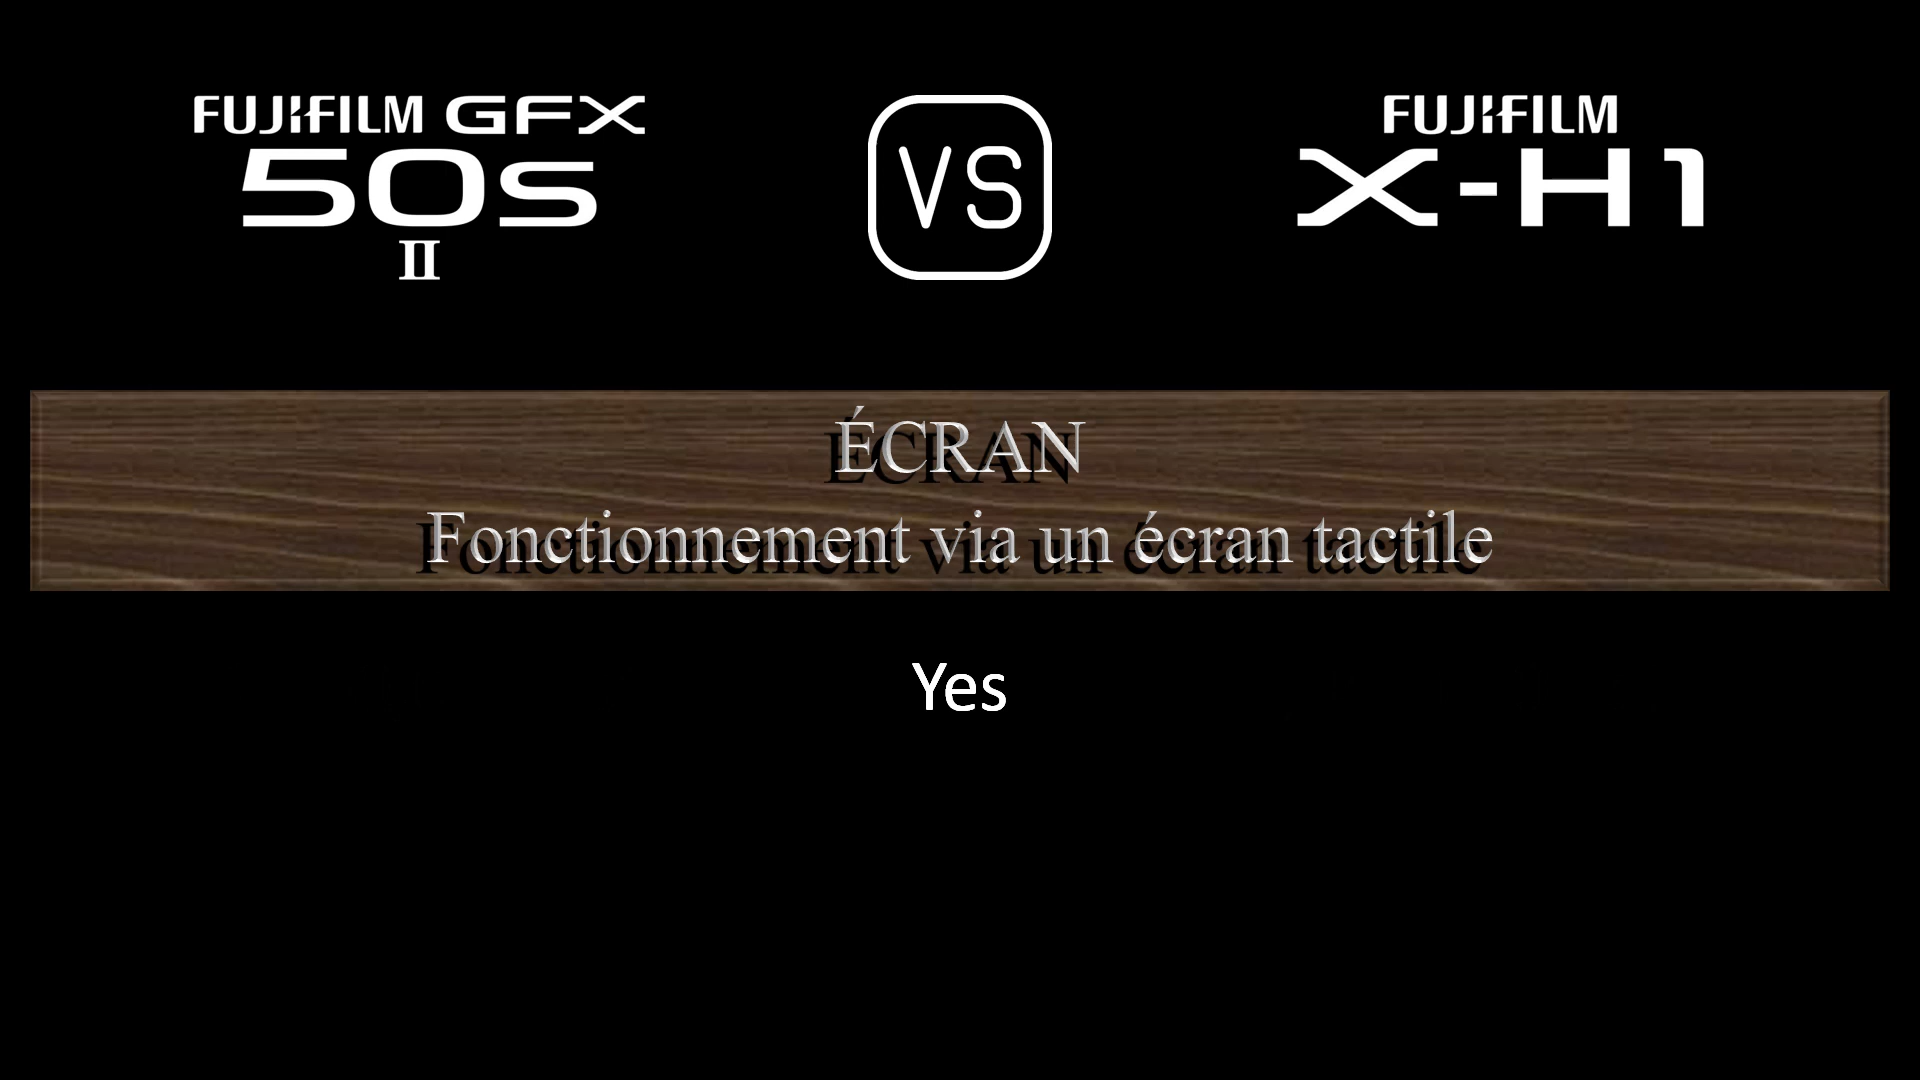 FUJIFILM GFX
50S
II
VS
FUJIFILM
X-H1
ÉCRAN
Fonctionnement via un écran tactile
Yes